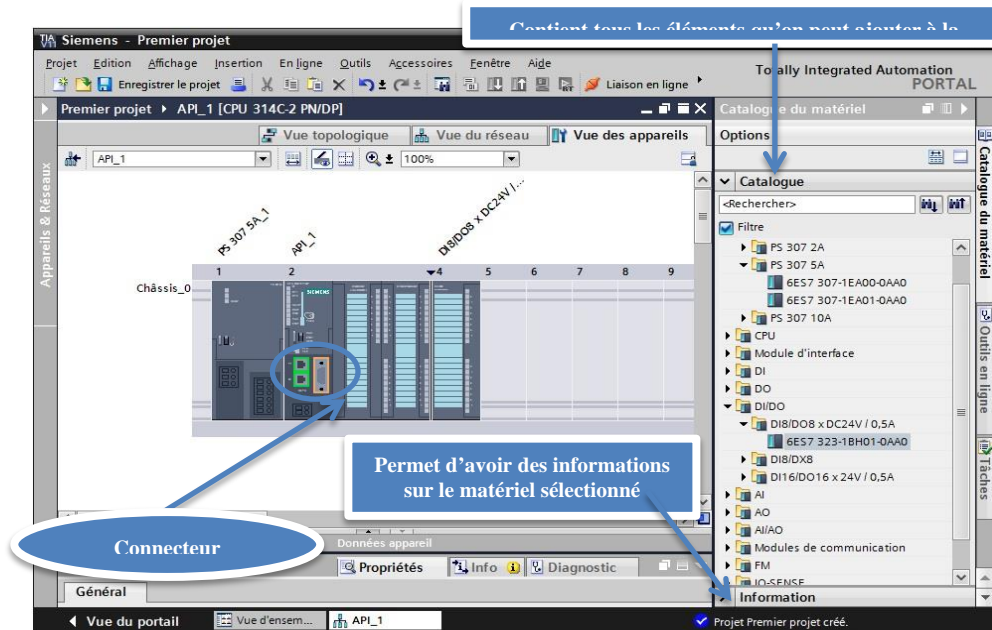 Contient tous les éléments qu'on peut ajouter à la
Siemens - Premier projet
Projet Edition Affichage Insertion En ligne Outils Accessoires Fenêtre Aide
Totally Integrated Automation
PORTAL
Enregistrer le projet
Liaison en ligne
Premier projet API_1 [CPU 314C-2 PN/DP]
Catalogue du matériel
Vue topologique Vue du réseau Vue des appareils
Options
API_1 100%
Appareils & Réseaux
PS 307 5A_1
API_1
DI8/DO8 x DC24V /...
1 2 4 5 6 7 8 9
Châssis_0
SIEMENS
Catalogue
<Rechercher>
Filtre
PS 307 2A
PS 307 5A
6ES7 307-1EA00-0AA0
6ES7 307-1EA01-0AA0
PS 307 10A
CPU
Module d'interface
DI
DO
DI/DO
DI8/DO8 x DC24V / 0,5A
6ES7 323-1BH01-0AA0
DI8/DX8
DI16/DO16 x 24V / 0,5A
AI
AO
AI/AO
Modules de communication
FM
IO-SENSE
Information
Catalogue du matériel
Outils en ligne
Tâches
Permet d'avoir des informations
sur le matériel sélectionné
Connecteur
Données appareil
Propriétés Info Diagnostic
Général
Vue du portail Vue d'ensem... API_1
Projet Premier projet créé.